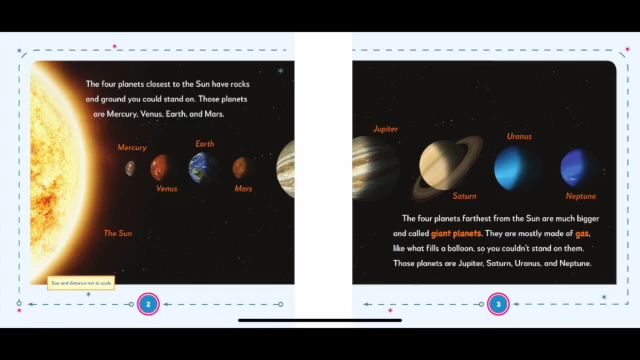 The four planets closest to the Sun have rocks
and ground you could stand on. Those planets
are Mercury, Venus, Earth, and Mars.
Mercury
Venus
Earth
Mars
The Sun
Size and distance not to scale
2
Jupiter
Saturn
Uranus
Neptune
The four planets farthest from the Sun are much bigger
and called giant planets. They are mostly made of gas,
like what fills a balloon, so you couldn't stand on them.
Those planets are Jupiter, Saturn, Uranus, and Neptune.
3